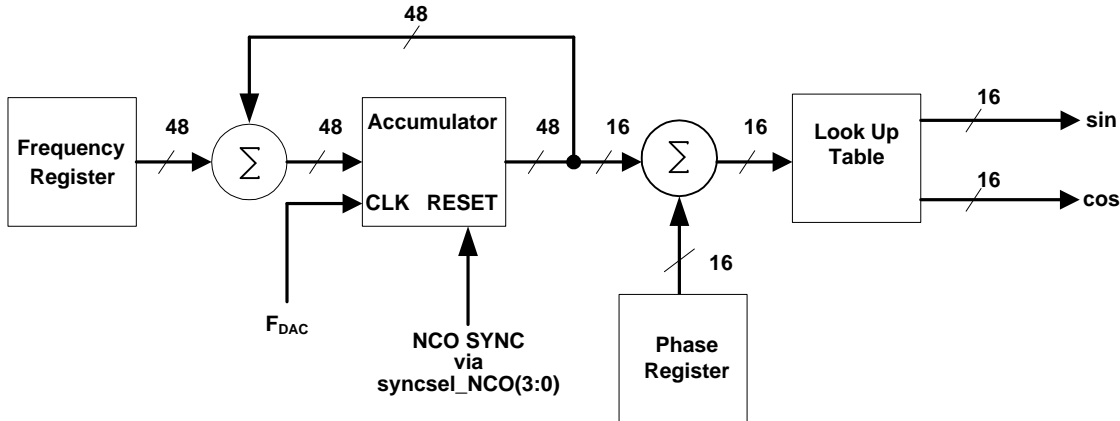 48
Frequency
Register
48
Σ
48
Accumulator
CLK RESET
48
16
Σ
16
Look Up
Table
16
sin
16
cos
F_DAC
NCO SYNC
via
syncsel_NCO(3:0)
16
Phase
Register